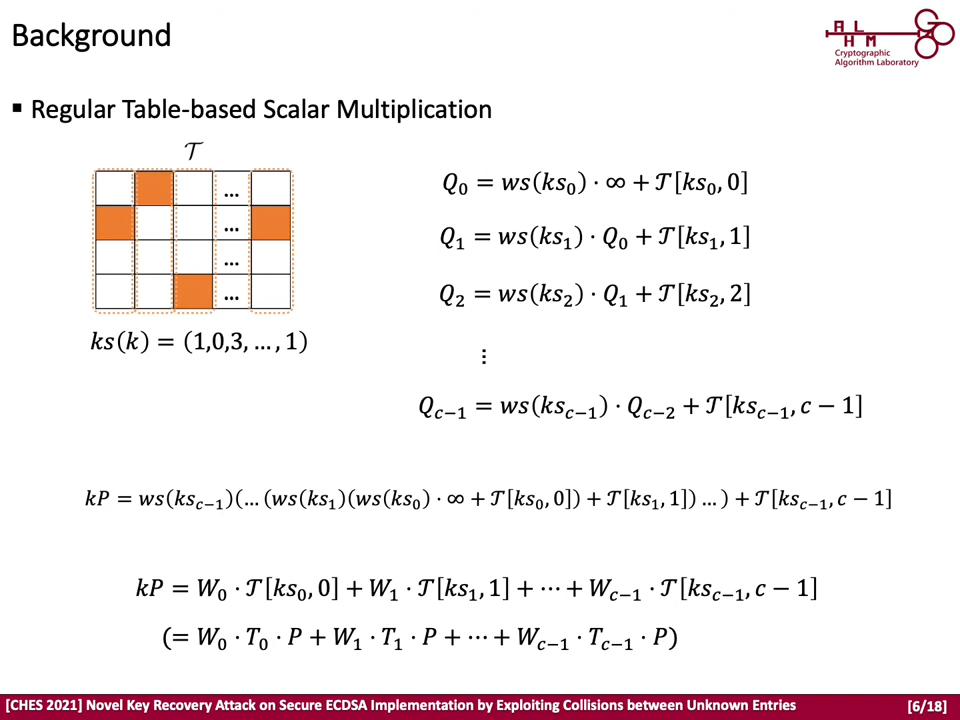 Background
A L
H M
Cryptographic
Algorithm Laboratory
▪ Regular Table-based Scalar Multiplication
𝒯
...
...
...
...
ks(k) = (1,0,3, … , 1)
Q₀ = ws(ks₀) · ∞ + 𝒯[ks₀, 0]
Q₁ = ws(ks₁) · Q₀ + 𝒯[ks₁, 1]
Q₂ = ws(ks₂) · Q₁ + 𝒯[ks₂, 2]
⋮
Q_{c−1} = ws(ks_{c−1}) · Q_{c−2} + 𝒯[ks_{c−1}, c − 1]
kP = ws(ks_{c−1})(… (ws(ks₁)(ws(ks₀) · ∞ + 𝒯[ks₀, 0]) + 𝒯[ks₁, 1]) … ) + 𝒯[ks_{c−1}, c − 1]
kP = W₀ · 𝒯[ks₀, 0] + W₁ · 𝒯[ks₁, 1] + ⋯ + W_{c−1} · 𝒯[ks_{c−1}, c − 1]
(= W₀ · T₀ · P + W₁ · T₁ · P + ⋯ + W_{c−1} · T_{c−1} · P)
[CHES 2021] Novel Key Recovery Attack on Secure ECDSA Implementation by Exploiting Collisions between Unknown Entries [6/18]